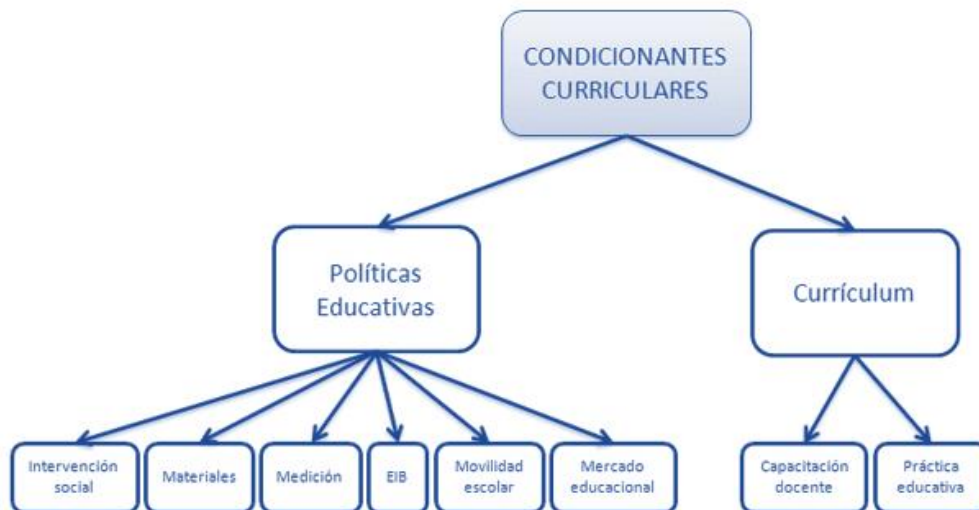 CONDICIONANTES
CURRICULARES
Políticas
Educativas
Currículum
Intervención
social
Materiales
Medición
EIB
Movilidad
escolar
Mercado
educacional
Capacitación
docente
Práctica
educativa